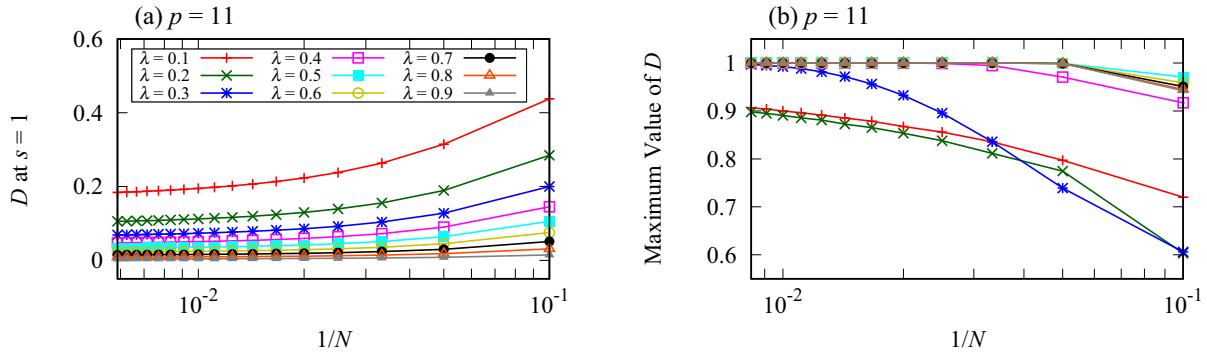 (a) p = 11
D at s = 1
0.6
0.4
0.2
0
λ = 0.1
λ = 0.2
λ = 0.3
λ = 0.4
λ = 0.5
λ = 0.6
λ = 0.7
λ = 0.8
λ = 0.9
10⁻²
10⁻¹
1/N
(b) p = 11
Maximum Value of D
1
0.9
0.8
0.7
0.6
10⁻²
10⁻¹
1/N